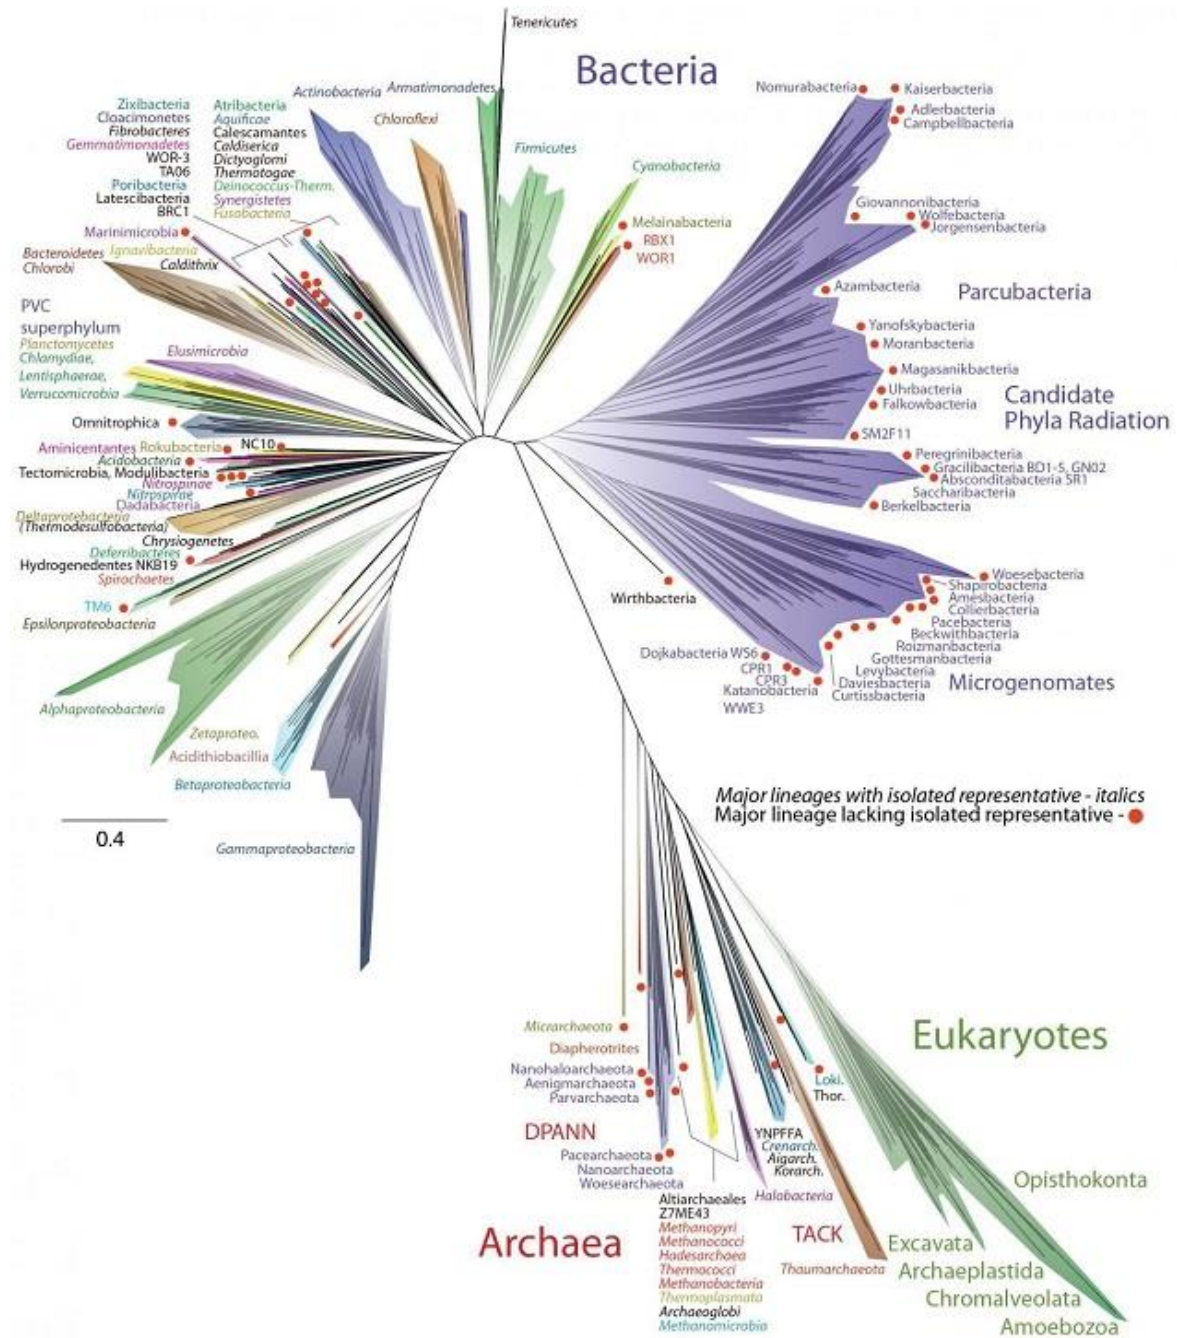 Tenericutes
Bacteria
Actinobacteria
Armatimonadetes
Nomurabacteria
Kaiserbacteria
Adlerbacteria
Campbellbacteria
Zixibacteria
Cloacimonetes
Fibrobacteres
Gemmatimonadetes
WOR-3
TA06
Poribacteria
Latescibacteria
BRC1
Atribacteria
Aquificae
Calescamantes
Caldiserica
Dictyoglomi
Thermotogae
Deinococcus-Therm.
Synergistetes
Fusobacteria
Chloroflexi
Firmicutes
Cyanobacteria
Melainabacteria
RBX1
WOR1
Giovannonibacteria
Wolfebacteria
Jorgensenbacteria
Marinimicrobia
Bacteroidetes
Ignavibacteria
Chlorobi
Caldithrix
Azambacteria
Parcubacteria
PVC
superphylum
Planctomycetes
Chlamydiae,
Lentisphaerae,
Verrucomicrobia
Elusimicrobia
Yanofskybacteria
Moranbacteria
Magasanikbacteria
Uhrbacteria
Falkowbacteria
Candidate
Phyla Radiation
SM2F11
Omnitrophica
Aminicentantes Rokubacteria NC10
Acidobacteria
Tectomicrobia, Modulibacteria
Nitrospinae
Nitrospirae
Dadabacteria
Deltaprotebacteria
(Thermodesulfobacteria)
Chrysiogenetes
Deferribacteres
Hydrogenedentes NKB19
Spirochaetes
TM6
Epsilonproteobacteria
Peregrinibacteria
Gracilibacteria BD1-5, GN02
Absconditabacteria SR1
Saccharibacteria
Berkelbacteria
Woesebacteria
Shapirobacteria
Amesbacteria
Collierbacteria
Pacebacteria
Beckwithbacteria
Roizmanbacteria
Gottesmanbacteria
Levybacteria
Daviesbacteria
Curtissbacteria
Microgenomates
Wirthbacteria
Dojkabacteria WS6
CPR1
CPR3
Katanobacteria
WWE3
Alphaproteobacteria
Zetaproteo.
Acidithiobacillia
Betaproteobacteria
0.4
Gammaproteobacteria
Major lineages with isolated representative - italics
Major lineage lacking isolated representative -
Micrarchaeota
Diapherotrites
Nanohaloarchaeota
Aenigmarchaeota
Parvarchaeota
DPANN
Pacearchaeota
Nanoarchaeota
Woesearchaeota
Eukaryotes
Loki.
Thor.
YNPFFA
Crenarch.
Aigarch.
Korarch.
Halobacteria
Altiarchaeales
Z7ME43
Methanopyri
Methanococci
Hadesarchaea
Thermococci
Methanobacteria
Thermoplasmata
Archaeoglobi
Methanomicrobia
Archaea
TACK
Thaumarchaeota
Opisthokonta
Excavata
Archaeplastida
Chromalveolata
Amoebozoa